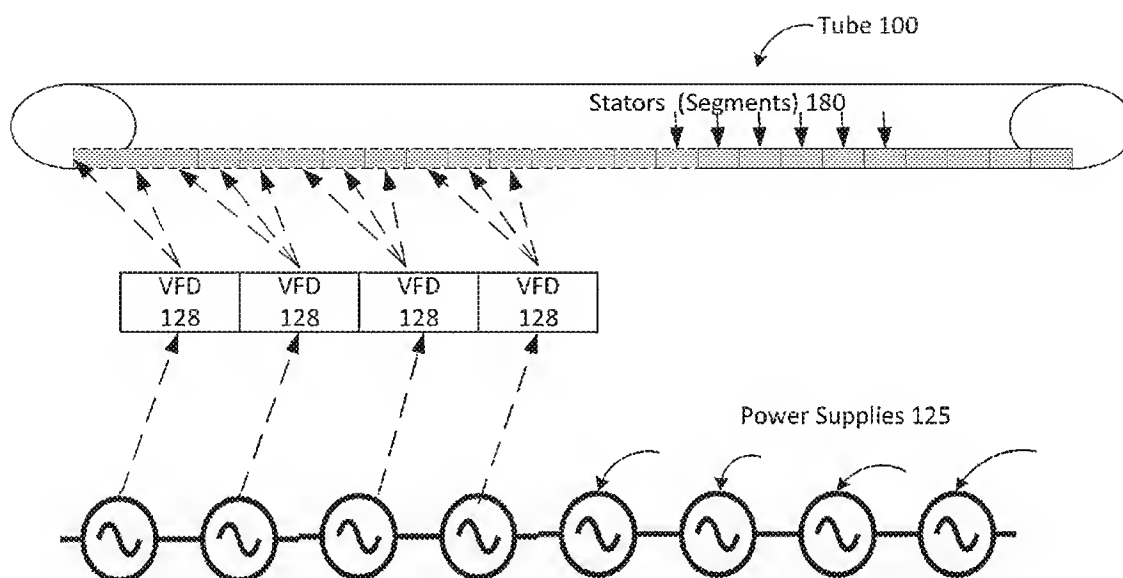 Tube 100
Stators (Segments) 180
VFD VFD VFD VFD
128 128 128 128
Power Supplies 125